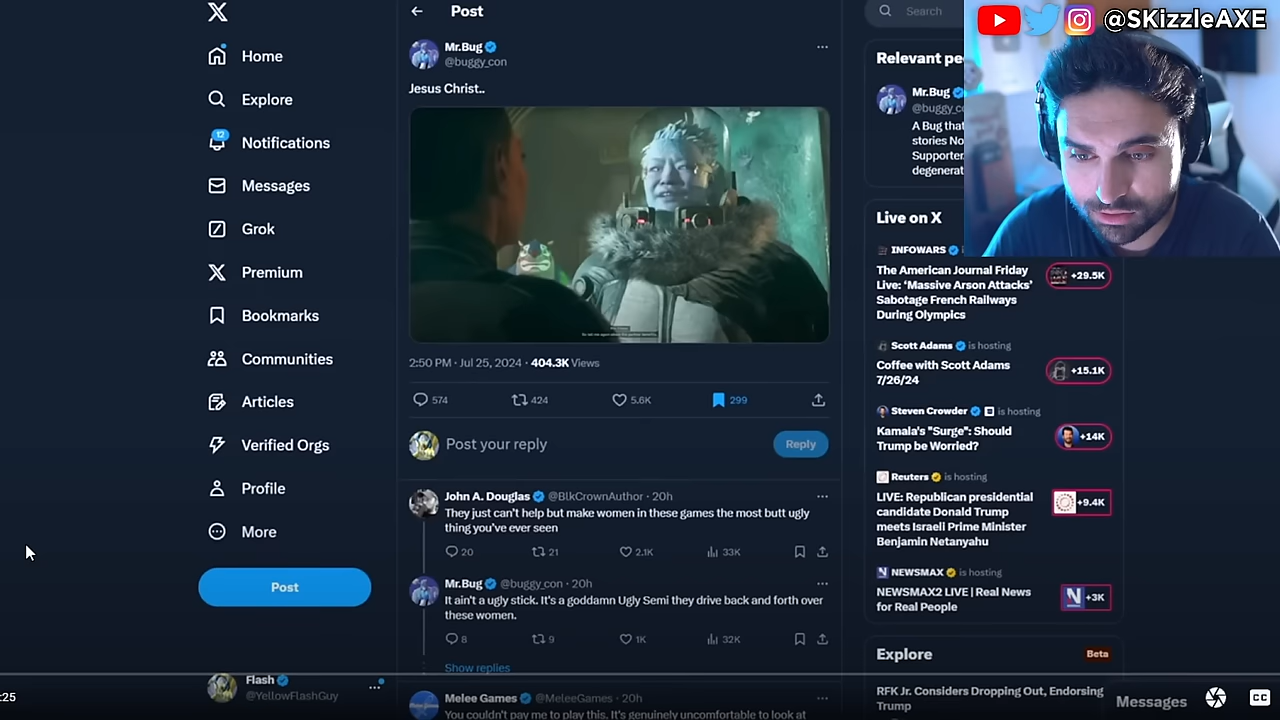 @SKizzleAXE
Home
Explore
Notifications
12
Messages
Grok
Premium
Bookmarks
Communities
Articles
Verified Orgs
Profile
More
Post
Flash
@YellowFlashGuy
:25
Post
Mr.Bug
@buggy_con
Jesus Christ..
2:50 PM · Jul 25, 2024 · 404.3K Views
574 424 5.6K 299
Post your reply
Reply
John A. Douglas @BlkCrownAuthor · 20h
They just can't help but make women in these games the most butt ugly
thing you've ever seen
20 21 2.1K 33K
Mr.Bug @buggy_con · 20h
It ain't a ugly stick. It's a goddamn Ugly Semi they drive back and forth over
these women.
8 9 1K 32K
Show replies
Melee Games @MeleeGames · 20h
You couldn't pay me to play this. It's genuinely uncomfortable to look at
Search
Relevant pe
Mr.Bug
@buggy_co
A Bug that
stories No
Supporter.
degenerat
Live on X
INFOWARS
The American Journal Friday
Live: ‘Massive Arson Attacks’
Sabotage French Railways
During Olympics
+29.5K
Scott Adams is hosting
Coffee with Scott Adams
7/26/24
+15.1K
Steven Crowder is hosting
Kamala's "Surge": Should
Trump be Worried?
+14K
Reuters is hosting
LIVE: Republican presidential
candidate Donald Trump
meets Israeli Prime Minister
Benjamin Netanyahu
+9.4K
NEWSMAX is hosting
NEWSMAX2 LIVE | Real News
for Real People
+3K
Explore
Beta
RFK Jr. Considers Dropping Out, Endorsing
Trump
Messages
CC